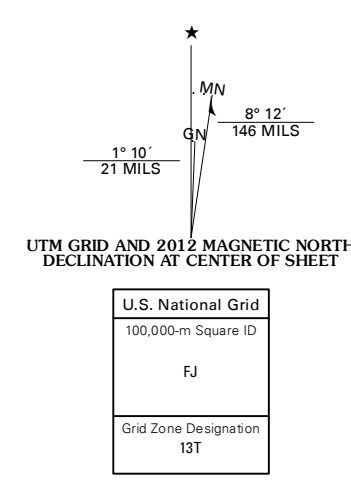 ★
MN
GN
8° 12´
146 MILS
1° 10´
21 MILS
UTM GRID AND 2012 MAGNETIC NORTH
DECLINATION AT CENTER OF SHEET
U.S. National Grid
100,000-m Square ID
FJ
Grid Zone Designation
13T